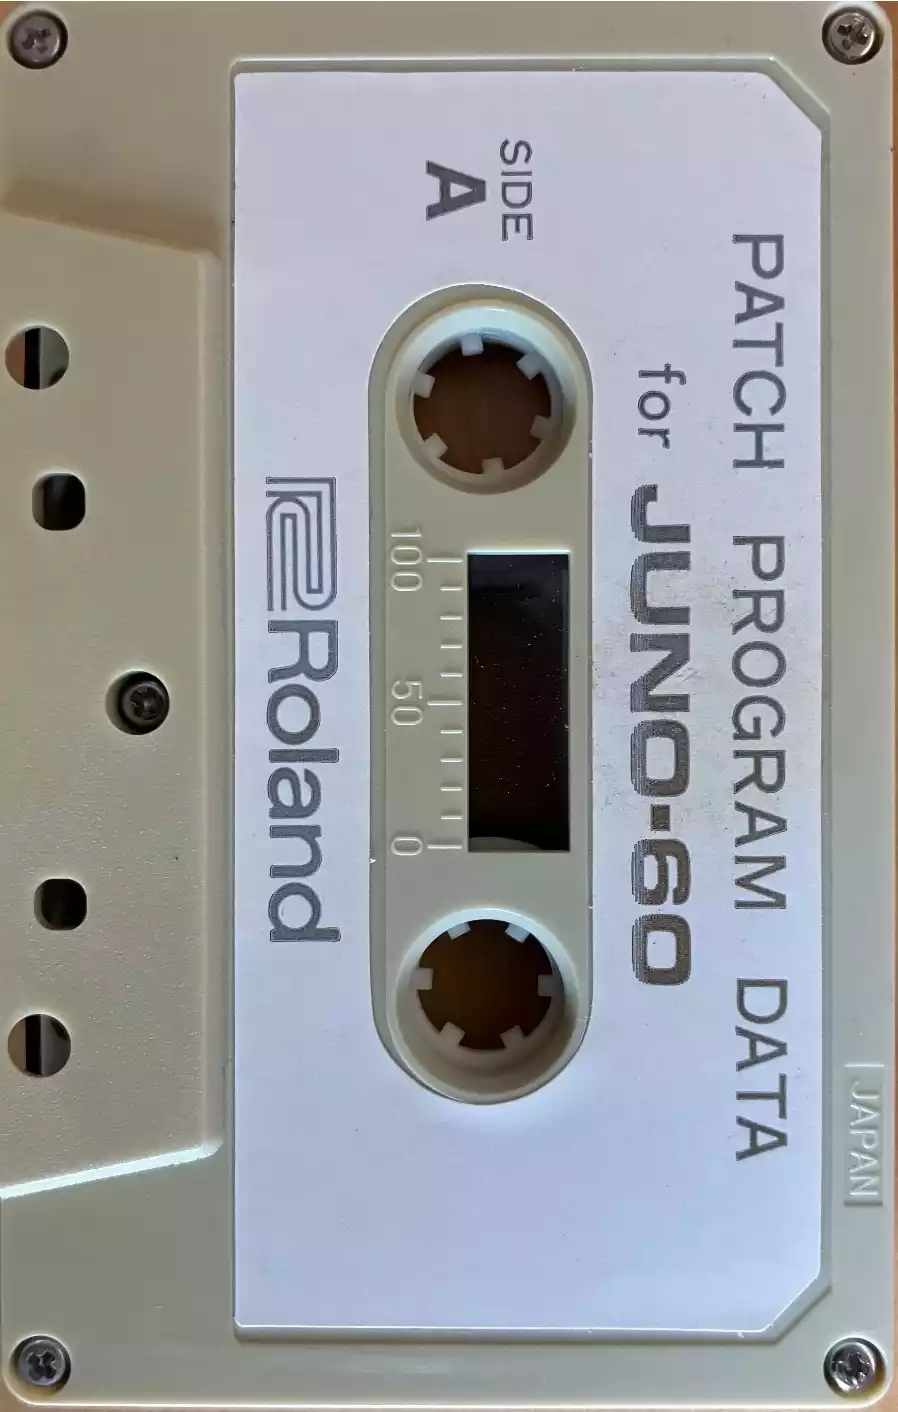 JAPAN
PATCH PROGRAM DATA
for JUNO-60
SIDE
A
100 50 0
Roland